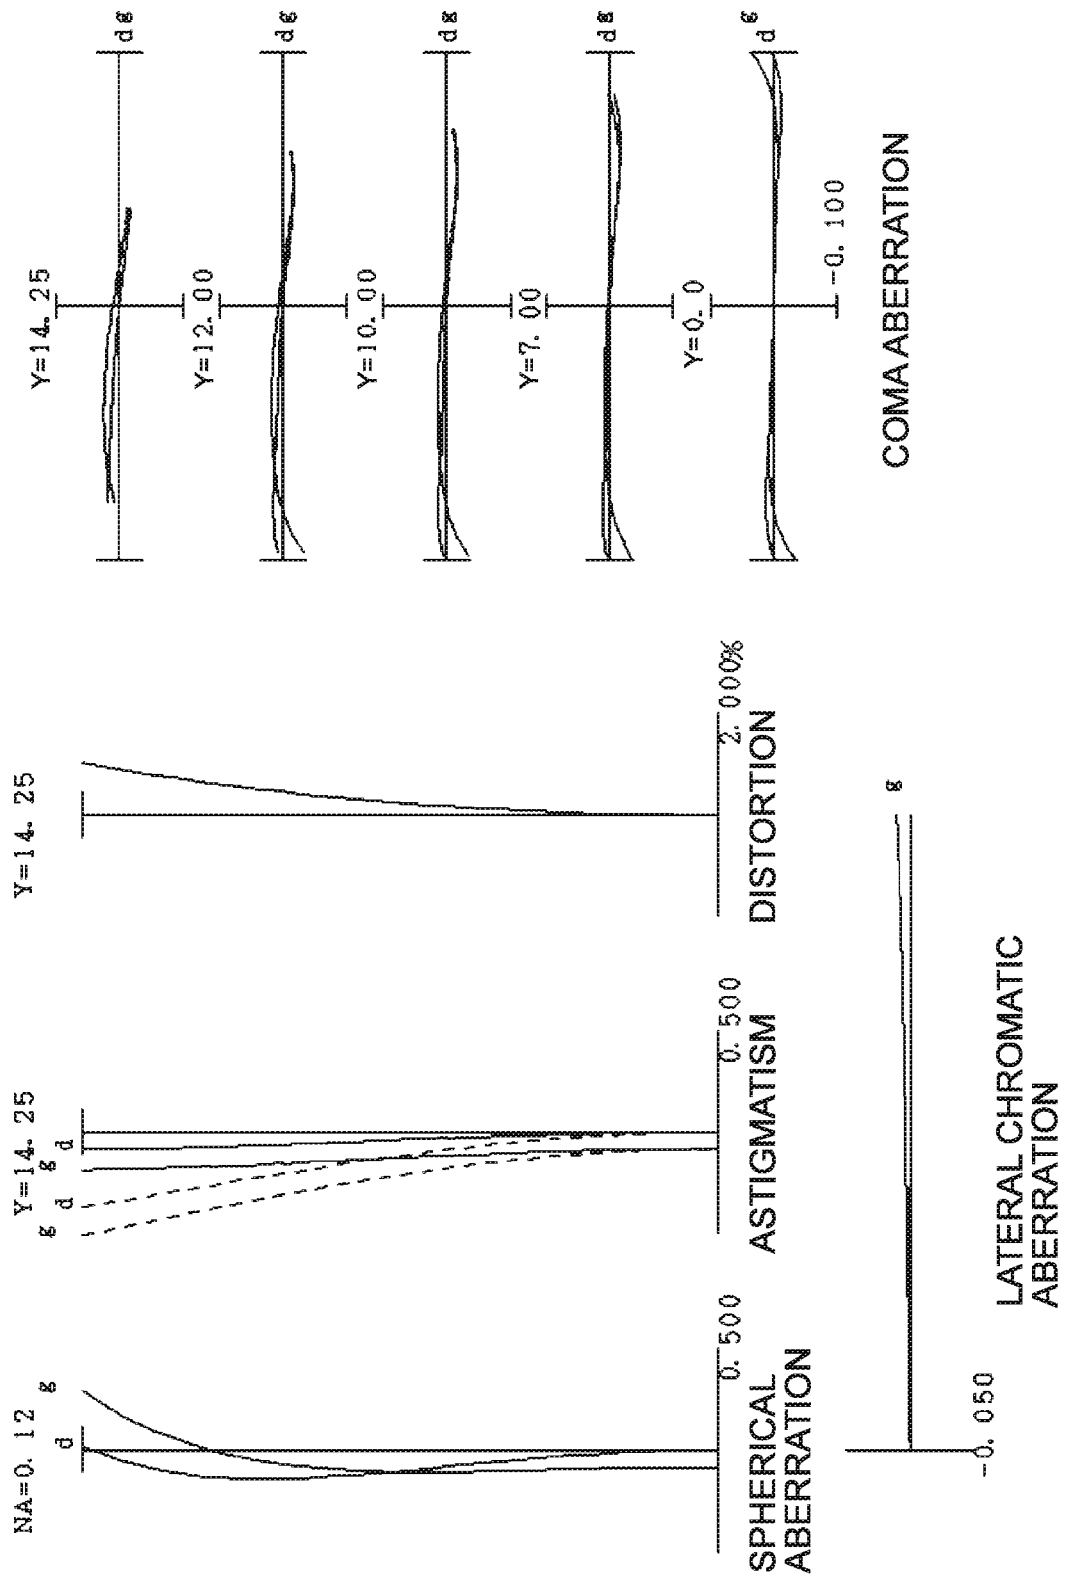 NA=0. 12
d
g
0. 500
SPHERICAL
ABERRATION
Y=14. 25
g
d
g
d
0. 500
ASTIGMATISM
Y=14. 25
2. 000%
DISTORTION
Y=14. 25
d g
Y=12. 00
d g
Y=10. 00
d g
Y=7. 00
d g
Y=0. 0
d g
-0. 100
COMA ABERRATION
g
-0. 050
LATERAL CHROMATIC
ABERRATION